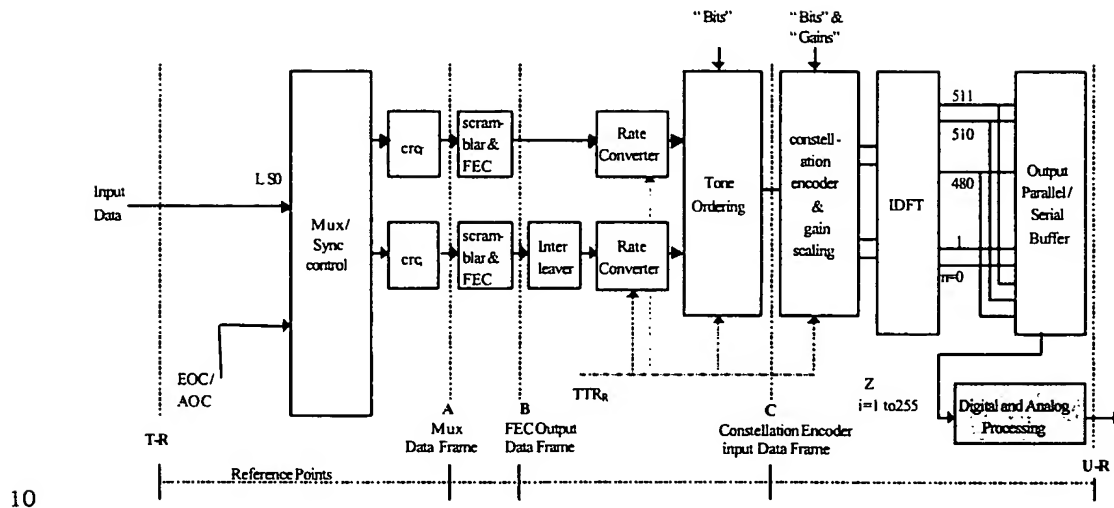 “Bits”
“Bits” &
“Gains”
Input
Data
LS0
Mux/
Sync
control
crc
scram-
blar &
FEC
Rate
Converter
crc
scram-
blar &
FEC
Inter
leaver
Rate
Converter
Tone
Ordering
constell-
ation
encoder
&
gain
scaling
IDFT
511
510
480
1
n=0
Output
Parallel/
Serial
Buffer
EOC/
AOC
TTRR
Z
i=1 to255
Digital and Analog
Processing
T-R
A
Mux
Data Frame
B
FEC Output
Data Frame
C
Constellation Encoder
input Data Frame
U-R
Reference Points
10